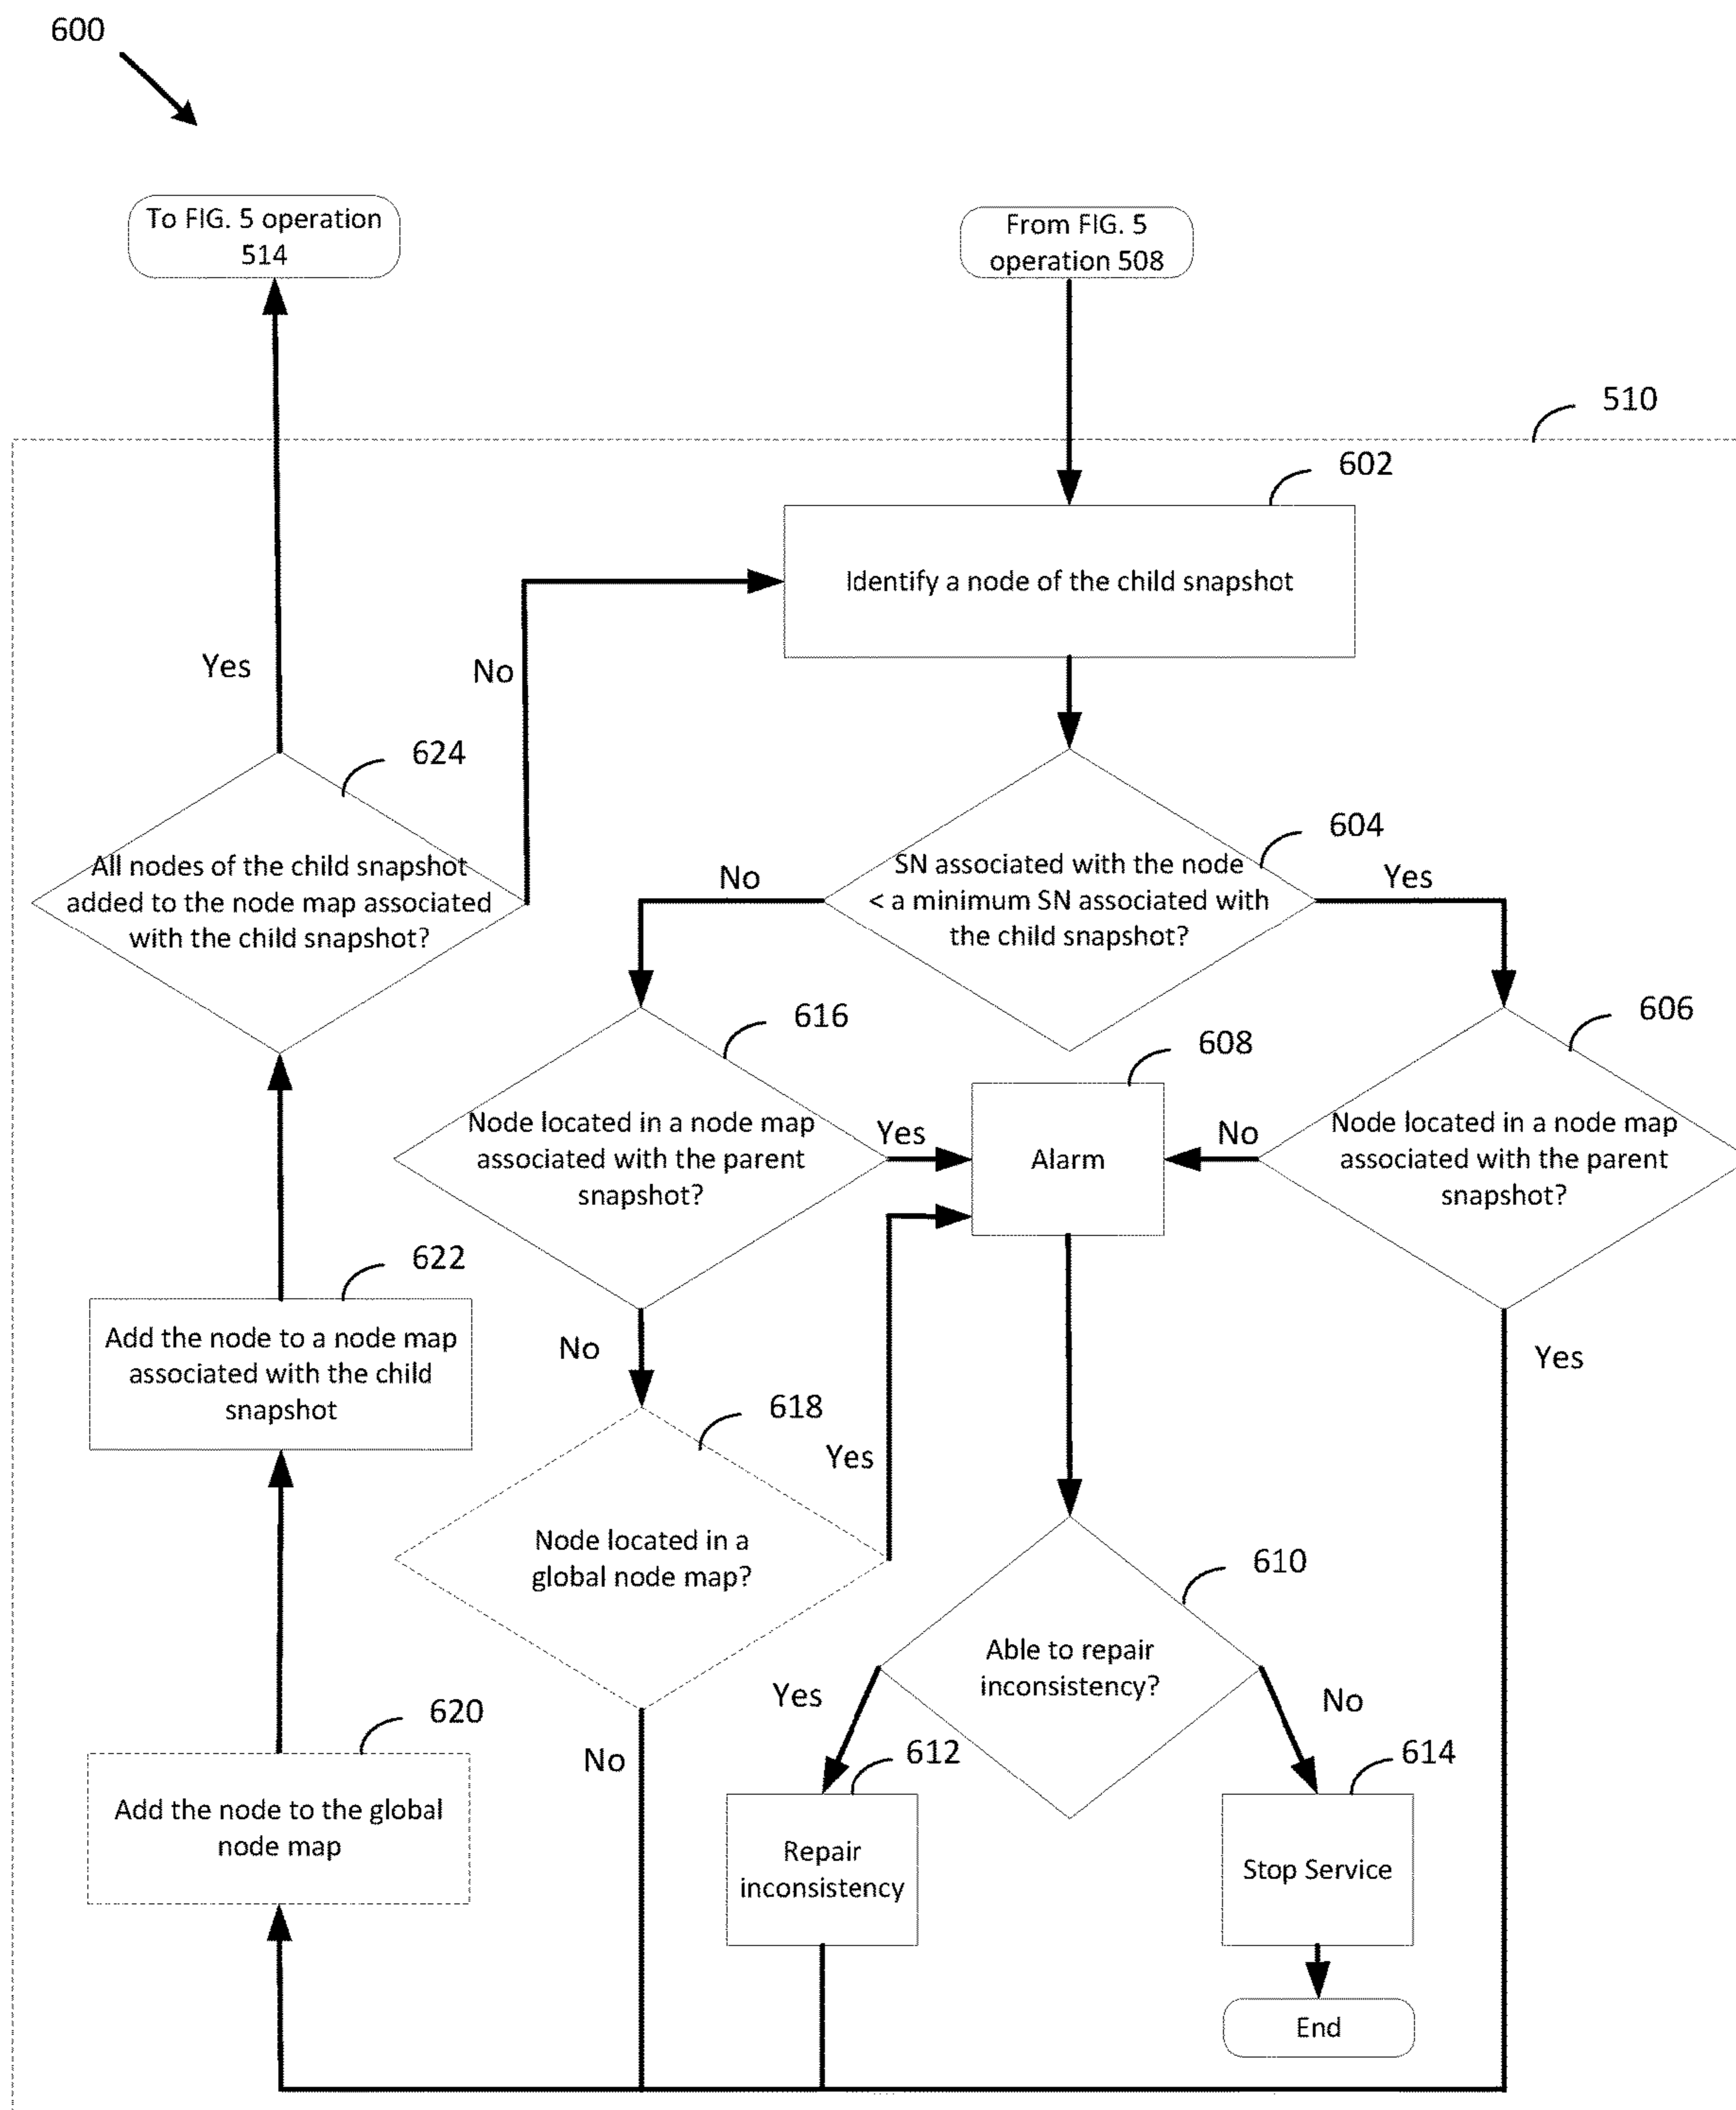 600
To FIG. 5 operation
514
From FIG. 5
operation 508
510
602
Identify a node of the child snapshot
Yes
No
624
All nodes of the child snapshot
added to the node map associated
with the child snapshot?
604
SN associated with the node
< a minimum SN associated with
the child snapshot?
No
Yes
616
Node located in a node map
associated with the parent
snapshot?
Yes
608
Alarm
No
606
Node located in a node map
associated with the parent
snapshot?
622
Add the node to a node map
associated with the child
snapshot
No
Yes
618
Node located in a
global node map?
Yes
610
Able to repair
inconsistency?
Yes
No
620
Add the node to the global
node map
No
612
Repair
inconsistency
614
Stop Service
End